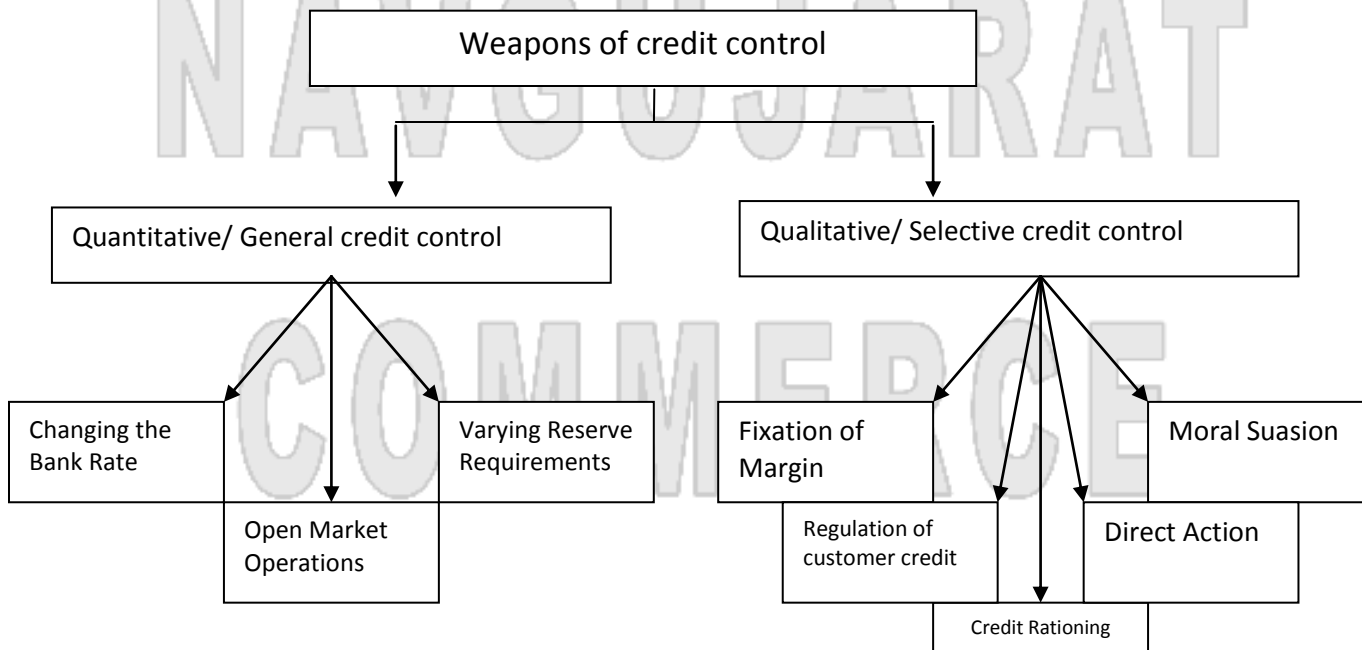 NAVGUJARAT
Weapons of credit control
Quantitative/ General credit control
Qualitative/ Selective credit control
COMMERCE
Changing the
Bank Rate
Open Market
Operations
Varying Reserve
Requirements
Fixation of
Margin
Regulation of
customer credit
Credit Rationing
Direct Action
Moral Suasion